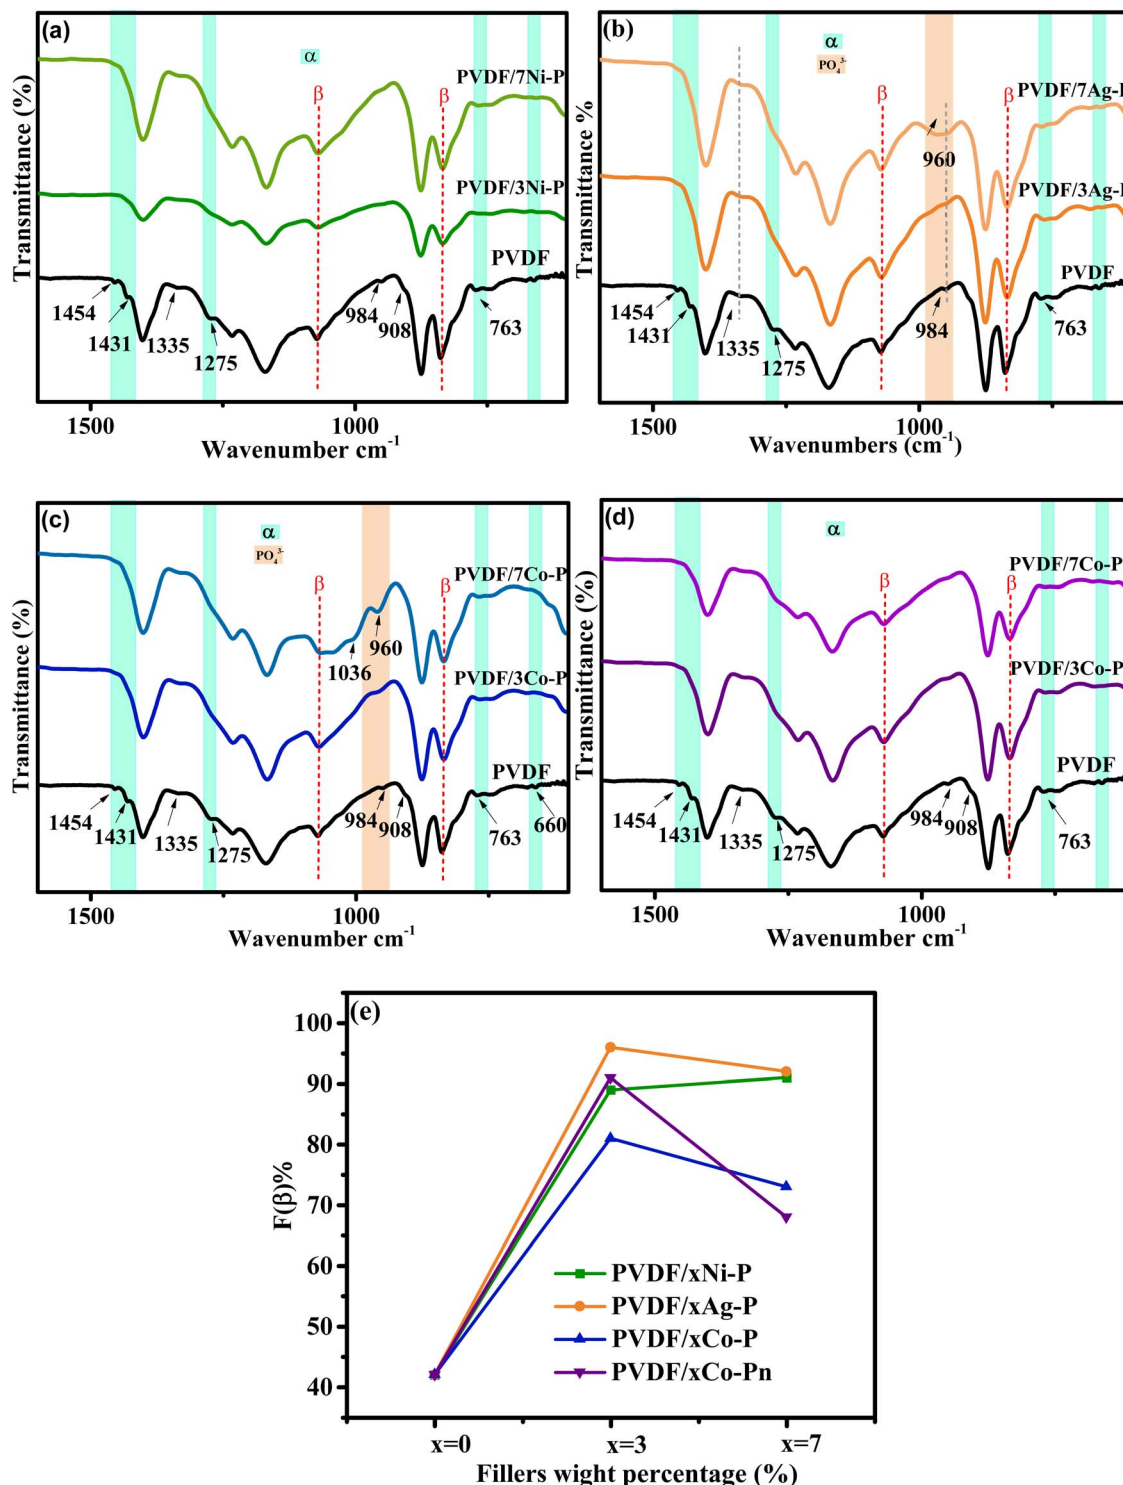 (a)
α
PVDF/7Ni-P
β
β
PVDF/3Ni-P
PVDF
1454
1431
1335
1275
984
908
763
Transmittance (%)
1500
1000
Wavenumber cm⁻¹
(b)
α
PO₄³⁻
PVDF/7Ag-P
β
β
960
PVDF/3Ag-P
PVDF
1454
1431
1335
1275
984
763
Transmittance %
1500
1000
Wavenumbers (cm⁻¹)
(c)
α
PO₄³⁻
PVDF/7Co-P
β
β
1036
960
PVDF/3Co-P
PVDF
1454
1431
1335
1275
984
908
763
660
Transmittance (%)
1500
1000
Wavenumber cm⁻¹
(d)
α
PVDF/7Co-P
β
β
PVDF/3Co-P
PVDF
1454
1431
1335
1275
984
908
763
Transmittance (%)
1500
1000
Wavenumber cm⁻¹
(e)
100
90
80
70
60
50
40
F(β)%
PVDF/xNi-P
PVDF/xAg-P
PVDF/xCo-P
PVDF/xCo-Pn
x=0
x=3
x=7
Fillers wight percentage (%)